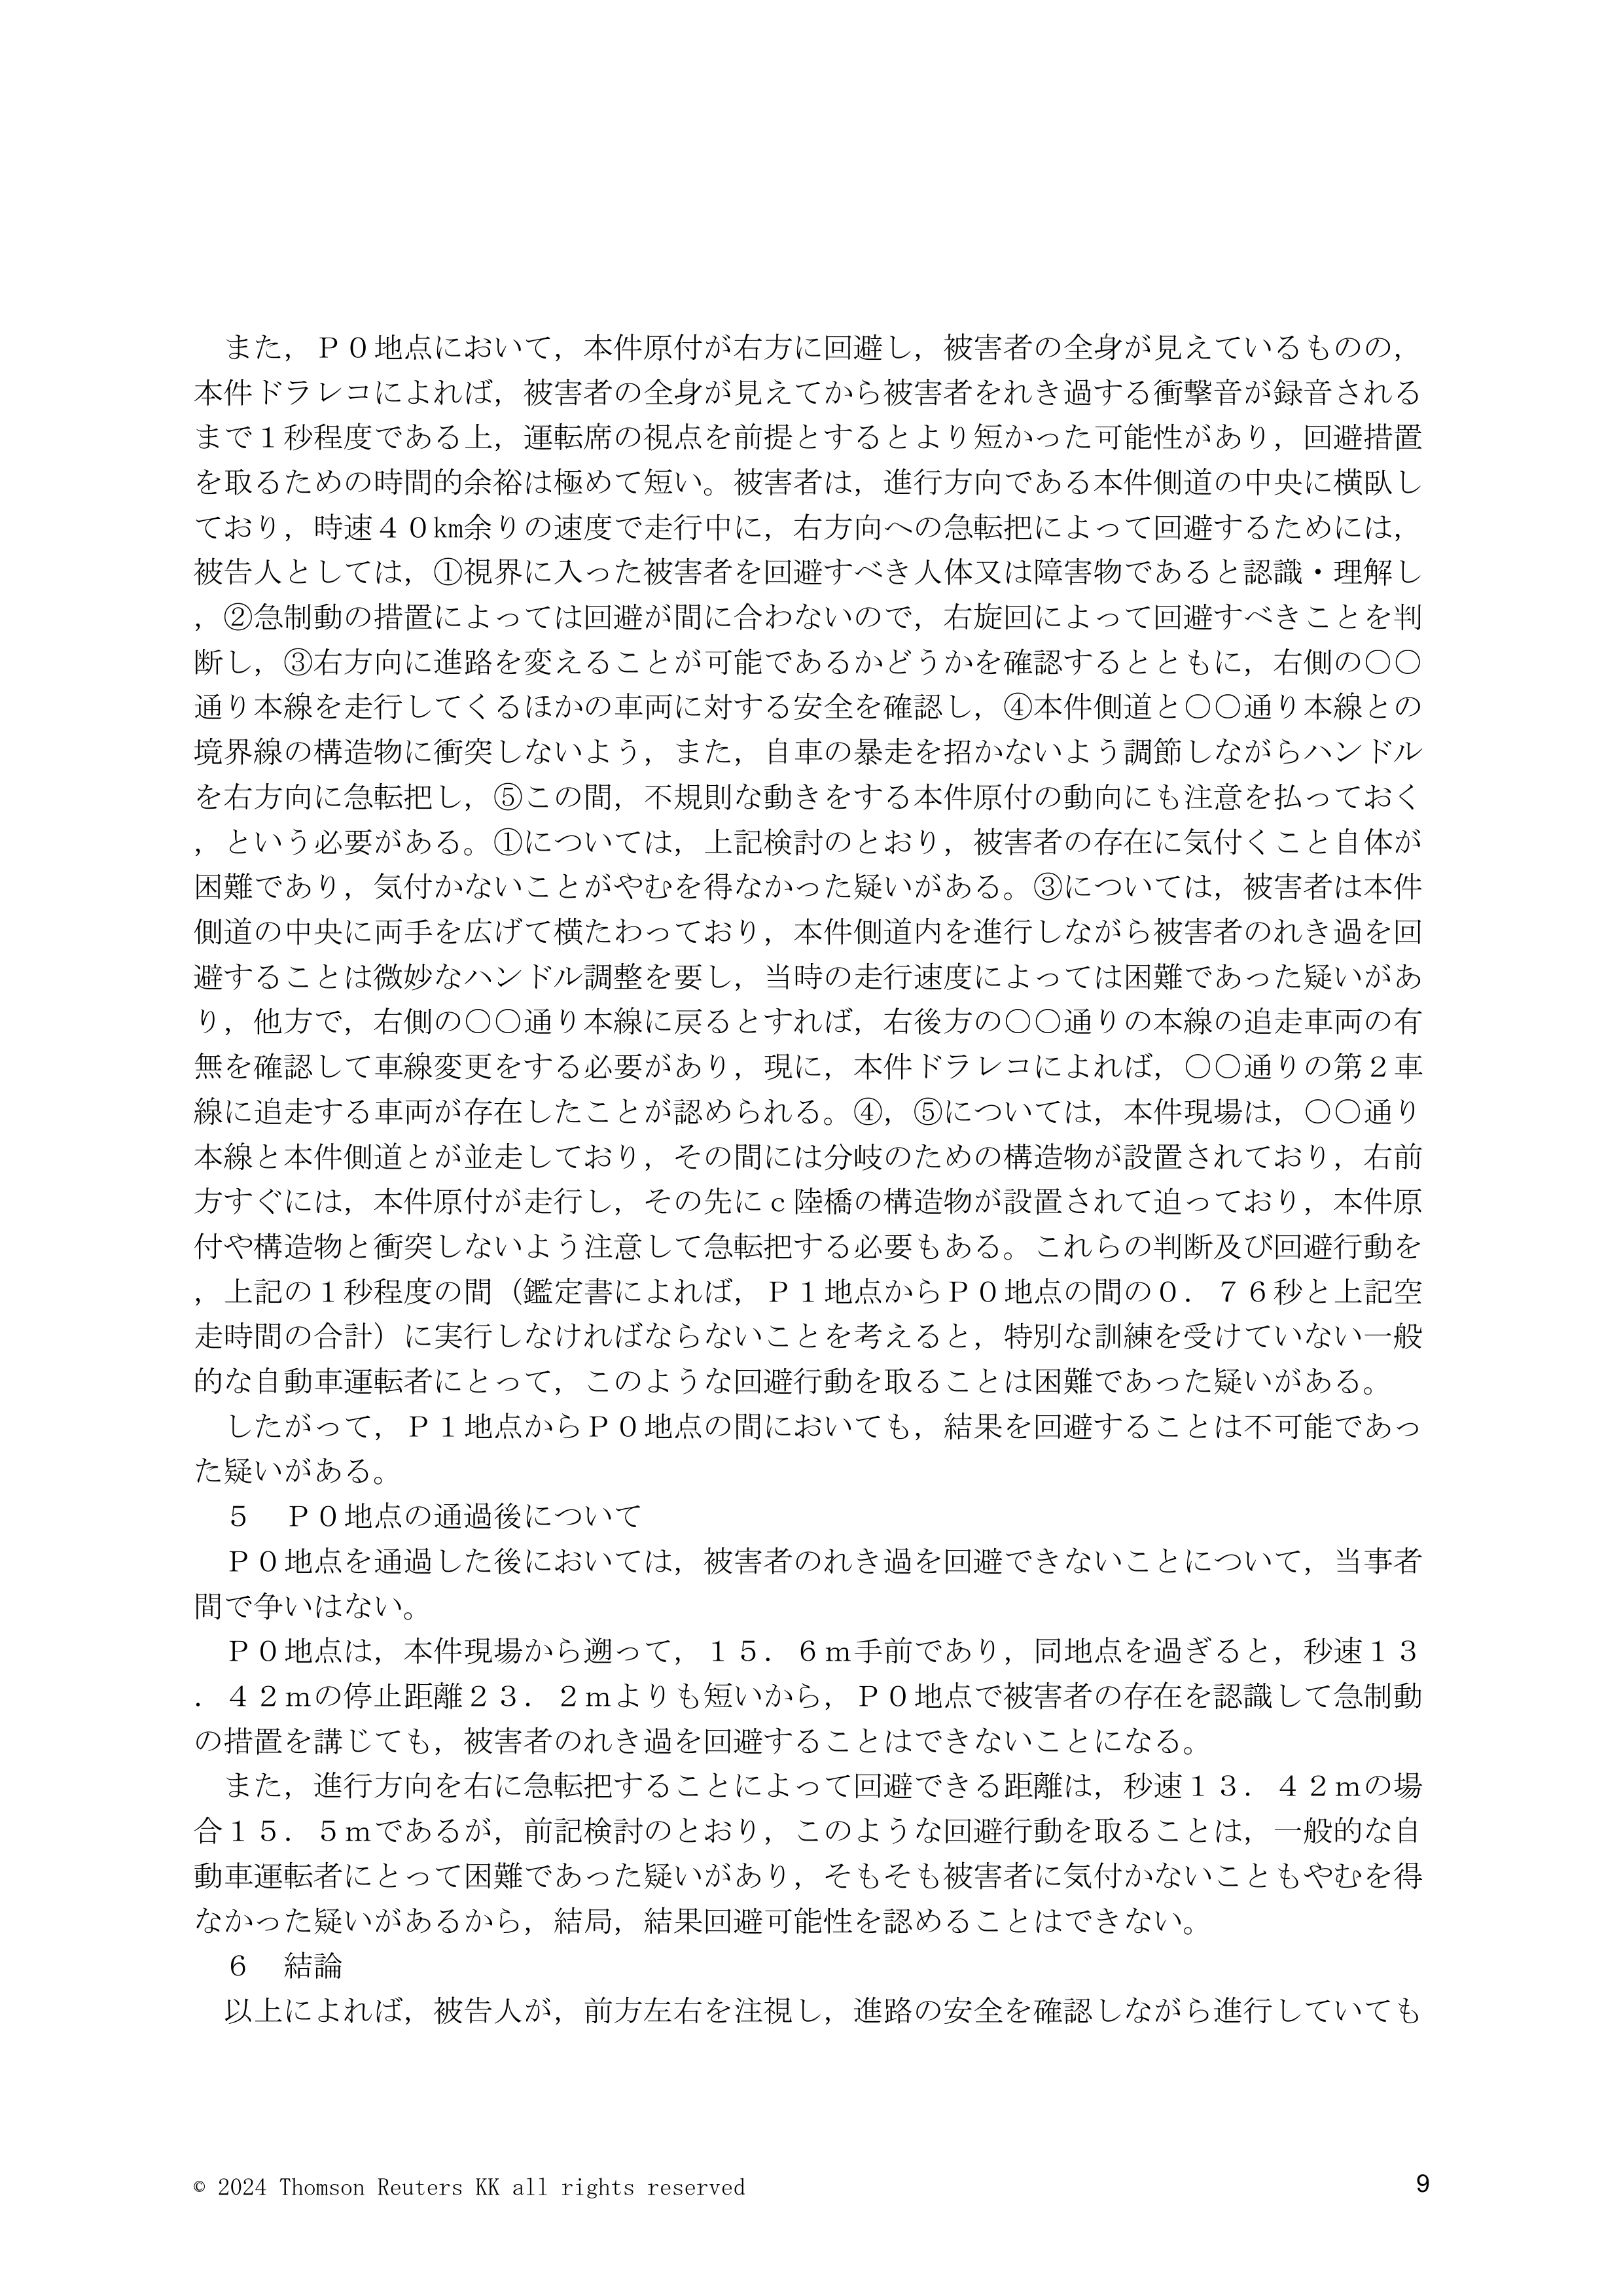 また，Ｐ０地点において，本件原付が右方に回避し，被害者の全身が見えているものの，
本件ドラレコによれば，被害者の全身が見えてから被害者をれき過する衝撃音が録音される
まで１秒程度である上，運転席の視点を前提とするとより短かった可能性があり，回避措置
を取るための時間的余裕は極めて短い。被害者は，進行方向である本件側道の中央に横臥し
ており，時速４０㎞余りの速度で走行中に，右方向への急転把によって回避するためには，
被告人としては，①視界に入った被害者を回避すべき人体又は障害物であると認識・理解し
，②急制動の措置によっては回避が間に合わないので，右旋回によって回避すべきことを判
断し，③右方向に進路を変えることが可能であるかどうかを確認するとともに，右側の○○
通り本線を走行してくるほかの車両に対する安全を確認し，④本件側道と○○通り本線との
境界線の構造物に衝突しないよう，また，自車の暴走を招かないよう調節しながらハンドル
を右方向に急転把し，⑤この間，不規則な動きをする本件原付の動向にも注意を払っておく
，という必要がある。①については，上記検討のとおり，被害者の存在に気付くこと自体が
困難であり，気付かないことがやむを得なかった疑いがある。③については，被害者は本件
側道の中央に両手を広げて横たわっており，本件側道内を進行しながら被害者のれき過を回
避することは微妙なハンドル調整を要し，当時の走行速度によっては困難であった疑いがあ
り，他方で，右側の○○通り本線に戻るとすれば，右後方の○○通りの本線の追走車両の有
無を確認して車線変更をする必要があり，現に，本件ドラレコによれば，○○通りの第２車
線に追走する車両が存在したことが認められる。④，⑤については，本件現場は，○○通り
本線と本件側道とが並走しており，その間には分岐のための構造物が設置されており，右前
方すぐには，本件原付が走行し，その先にｃ陸橋の構造物が設置されて迫っており，本件原
付や構造物と衝突しないよう注意して急転把する必要もある。これらの判断及び回避行動を
，上記の１秒程度の間（鑑定書によれば，Ｐ１地点からＰ０地点の間の０．７６秒と上記空
走時間の合計）に実行しなければならないことを考えると，特別な訓練を受けていない一般
的な自動車運転者にとって，このような回避行動を取ることは困難であった疑いがある。
したがって，Ｐ１地点からＰ０地点の間においても，結果を回避することは不可能であっ
た疑いがある。
５　Ｐ０地点の通過後について
Ｐ０地点を通過した後においては，被害者のれき過を回避できないことについて，当事者
間で争いはない。
Ｐ０地点は，本件現場から遡って，１５．６ｍ手前であり，同地点を過ぎると，秒速１３
．４２ｍの停止距離２３．２ｍよりも短いから，Ｐ０地点で被害者の存在を認識して急制動
の措置を講じても，被害者のれき過を回避することはできないことになる。
また，進行方向を右に急転把することによって回避できる距離は，秒速１３．４２ｍの場
合１５．５ｍであるが，前記検討のとおり，このような回避行動を取ることは，一般的な自
動車運転者にとって困難であった疑いがあり，そもそも被害者に気付かないこともやむを得
なかった疑いがあるから，結局，結果回避可能性を認めることはできない。
６　結論
以上によれば，被告人が，前方左右を注視し，進路の安全を確認しながら進行していても
© 2024 Thomson Reuters KK all rights reserved
9